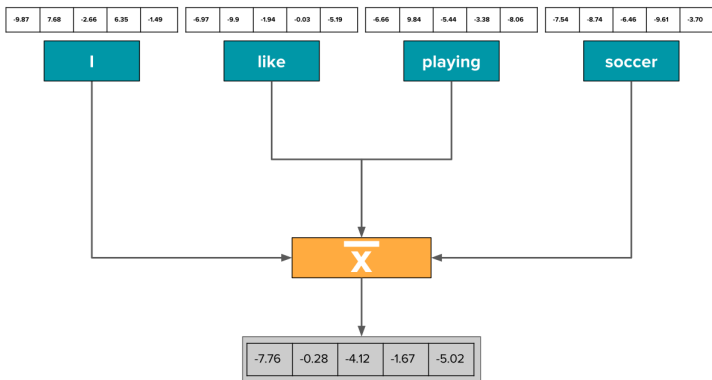 -9.87 7.68 -2.66 6.35 -1.49 -6.97 -9.9 -1.94 -0.03 -5.19 -6.66 9.84 -5.44 -3.38 -8.06 -7.54 -8.74 -6.46 -9.61 -3.70
I like playing soccer
x̅
-7.76 -0.28 -4.12 -1.67 -5.02